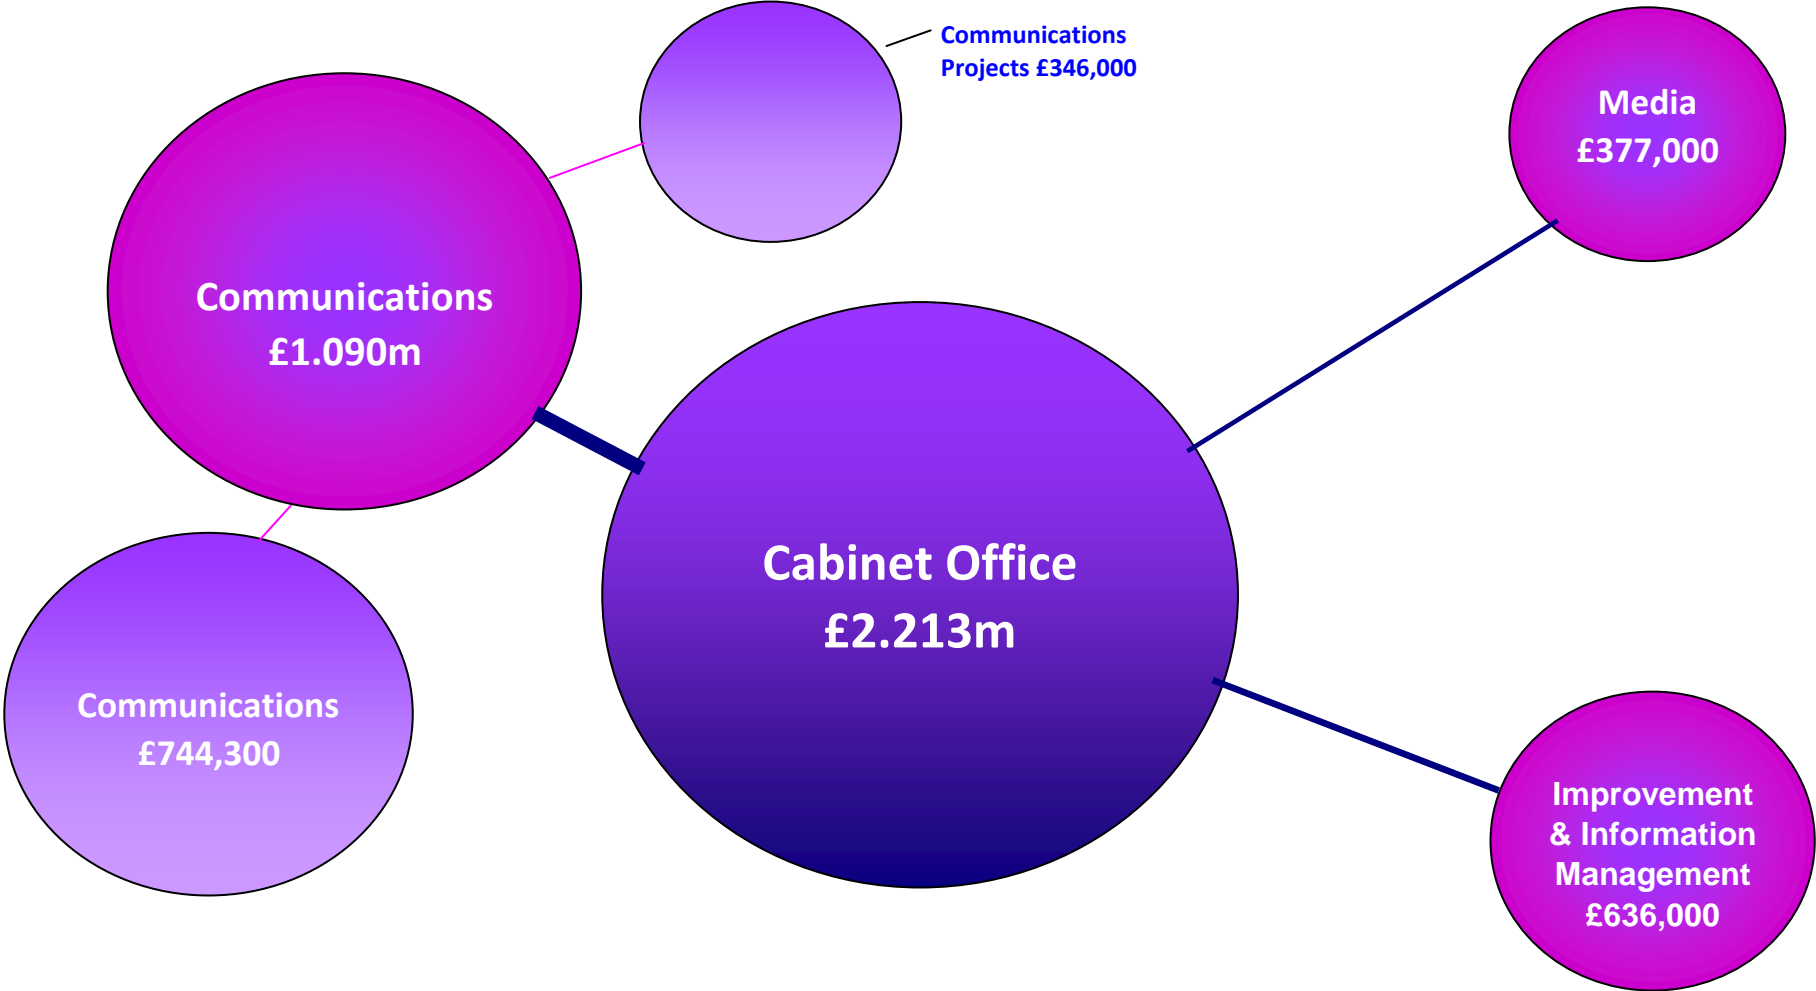 Communications
Projects £346,000
Media
£377,000
Communications
£1.090m
Cabinet Office
£2.213m
Communications
£744,300
Improvement
& Information
Management
£636,000